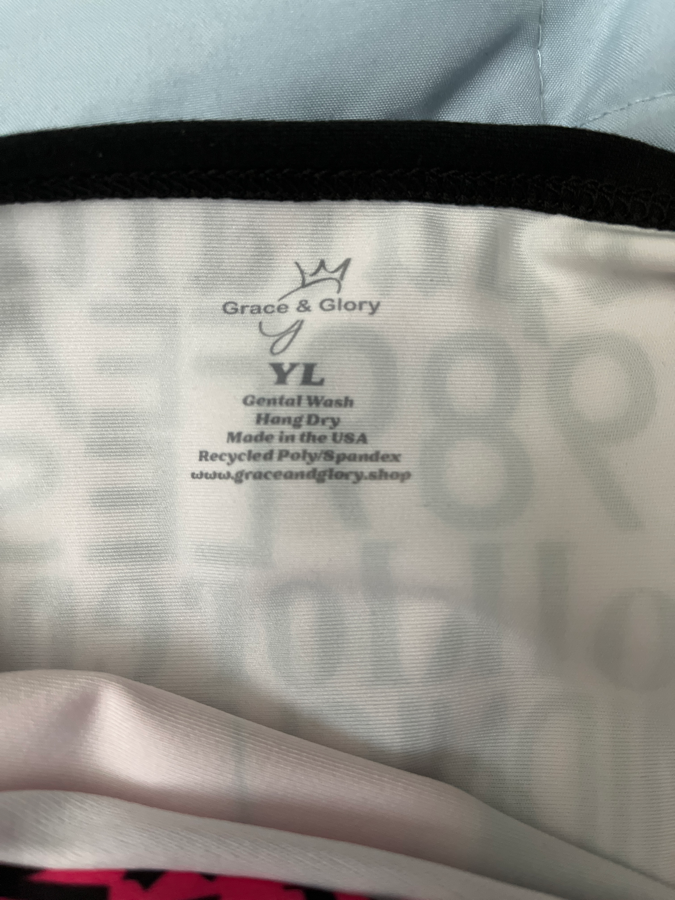 Grace & Glory
YL
Gental Wash
Hang Dry
Made in the USA
Recycled Poly/Spandex
www.graceandglory.shop